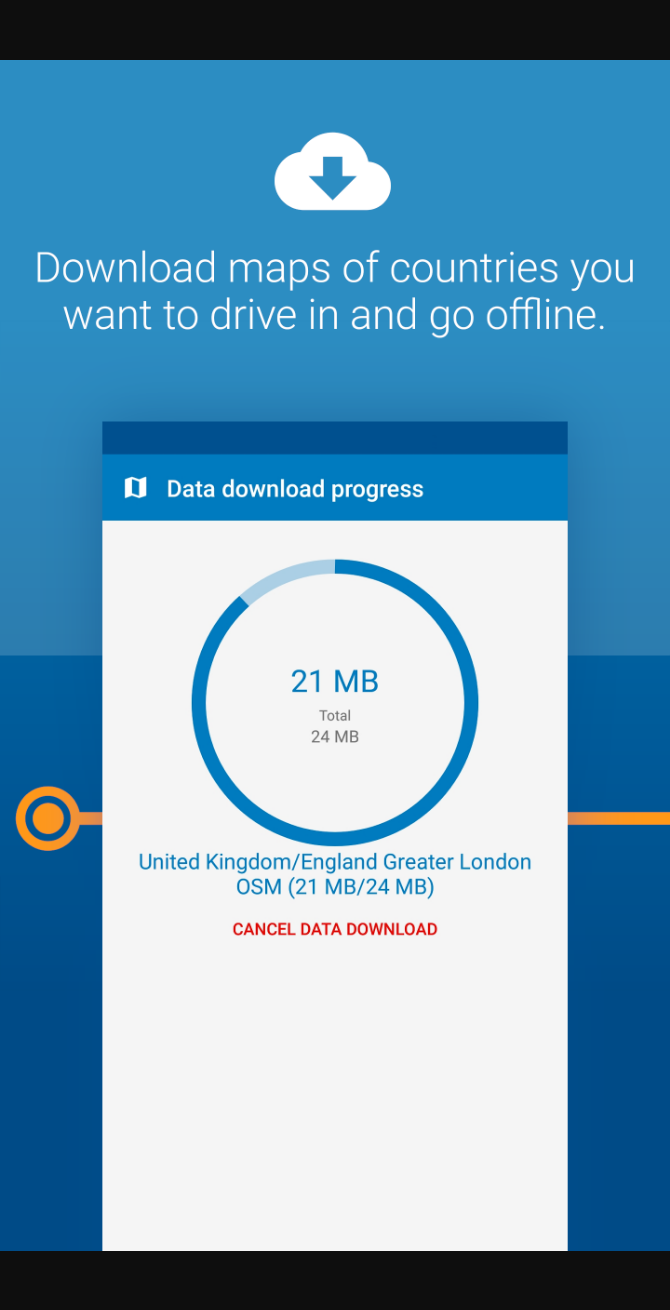 Download maps of countries you
want to drive in and go offline.
Data download progress
21 MB
Total
24 MB
United Kingdom/England Greater London
OSM (21 MB/24 MB)
CANCEL DATA DOWNLOAD